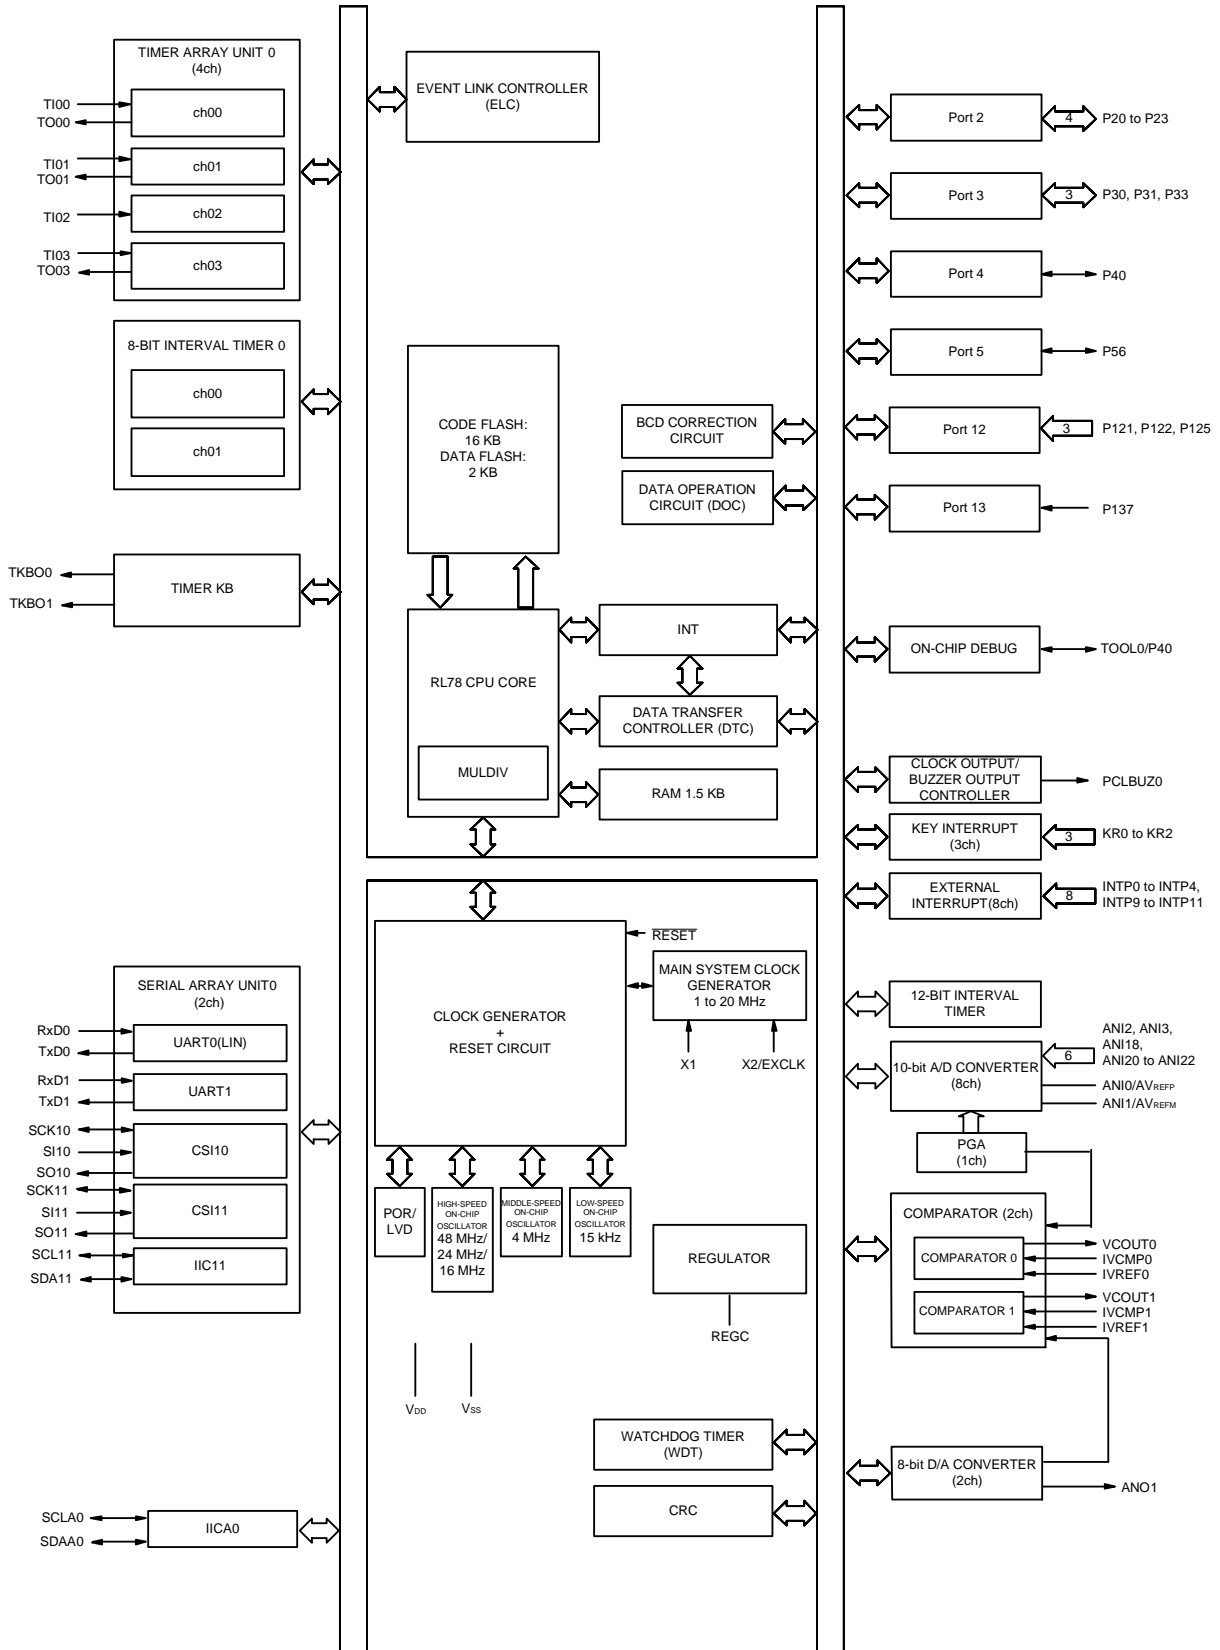 TIMER ARRAY UNIT 0
(4ch)
TI00
TO00
ch00
TI01
TO01
ch01
TI02
ch02
TI03
TO03
ch03
8-BIT INTERVAL TIMER 0
ch00
ch01
TKBO0
TKBO1
TIMER KB
SERIAL ARRAY UNIT0
(2ch)
RxD0
TxD0
UART0(LIN)
RxD1
TxD1
UART1
SCK10
SI10
SO10
CSI10
SCK11
SI11
SO11
CSI11
SCL11
SDA11
IIC11
SCLA0
SDAA0
IICA0
EVENT LINK CONTROLLER
(ELC)
CODE FLASH:
16 KB
DATA FLASH:
2 KB
BCD CORRECTION
CIRCUIT
DATA OPERATION
CIRCUIT (DOC)
RL78 CPU CORE
MULDIV
INT
DATA TRANSFER
CONTROLLER (DTC)
RAM 1.5 KB
CLOCK GENERATOR
+
RESET CIRCUIT
RESET
MAIN SYSTEM CLOCK
GENERATOR
1 to 20 MHz
X1
X2/EXCLK
POR/
LVD
HIGH-SPEED
ON-CHIP
OSCILLATOR
48 MHz/
24 MHz/
16 MHz
MIDDLE-SPEED
ON-CHIP
OSCILLATOR
4 MHz
LOW-SPEED
ON-CHIP
OSCILLATOR
15 kHz
REGULATOR
REGC
VDD
VSS
WATCHDOG TIMER
(WDT)
CRC
Port 2
4
P20 to P23
Port 3
3
P30, P31, P33
Port 4
P40
Port 5
P56
Port 12
3
P121, P122, P125
Port 13
P137
ON-CHIP DEBUG
TOOL0/P40
CLOCK OUTPUT/
BUZZER OUTPUT
CONTROLLER
PCLBUZ0
KEY INTERRUPT
(3ch)
3
KR0 to KR2
EXTERNAL
INTERRUPT(8ch)
8
INTP0 to INTP4,
INTP9 to INTP11
12-BIT INTERVAL
TIMER
10-bit A/D CONVERTER
(8ch)
6
ANI2, ANI3,
ANI18,
ANI20 to ANI22
ANI0/AVREFP
ANI1/AVREFM
PGA
(1ch)
COMPARATOR (2ch)
COMPARATOR 0
VCOUT0
IVCMP0
IVREF0
COMPARATOR 1
VCOUT1
IVCMP1
IVREF1
8-bit D/A CONVERTER
(2ch)
ANO1